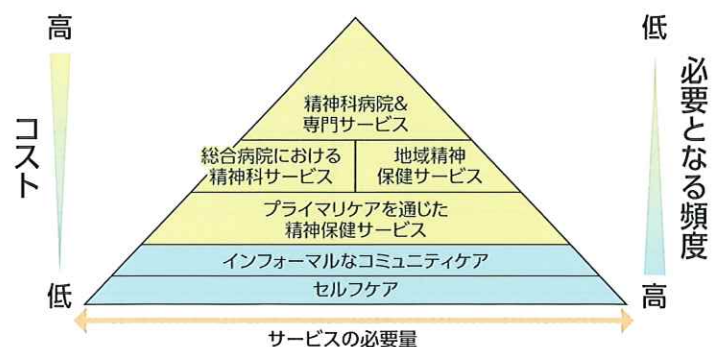 高
低
コスト
必要となる頻度
精神科病院&
専門サービス
総合病院における
精神科サービス
地域精神
保健サービス
プライマリケアを通じた
精神保健サービス
インフォーマルなコミュニティケア
セルフケア
低
高
サービスの必要量